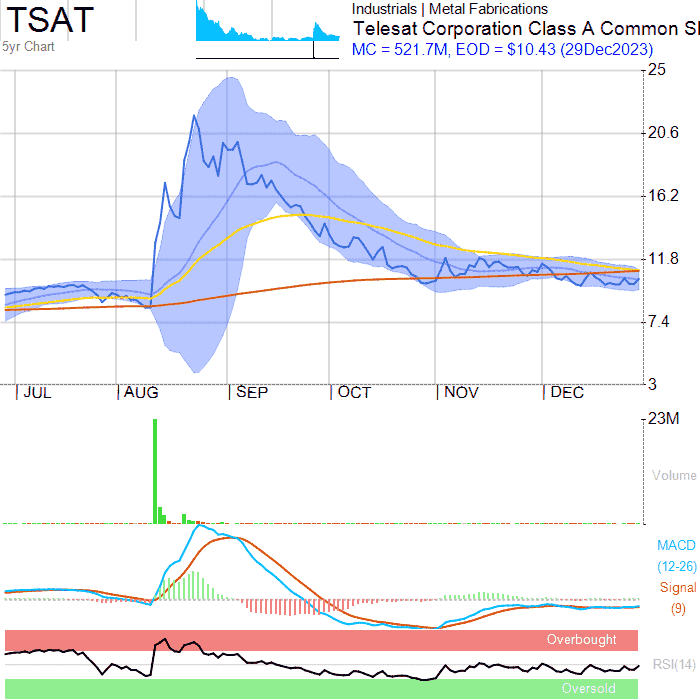 TSAT
5yr Chart
Industrials | Metal Fabrications
Telesat Corporation Class A Common S
MC = 521.7M, EOD = $10.43 (29Dec2023)
25
20.6
16.2
11.8
7.4
3
JUL AUG SEP OCT NOV DEC
23M
Volume
MACD
(12-26)
Signal
(9)
Overbought
RSI(14)
Oversold